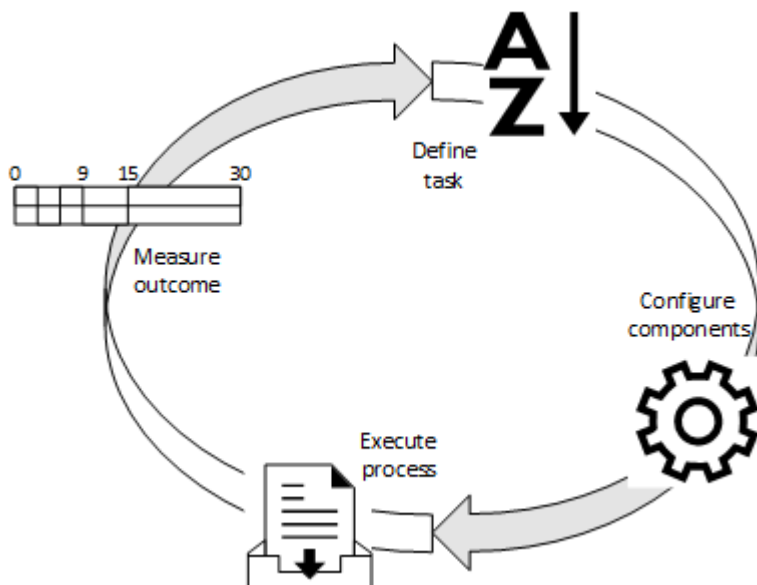 A
Z
Define
task
0 9 15 30
Measure
outcome
Configure
components
Execute
process